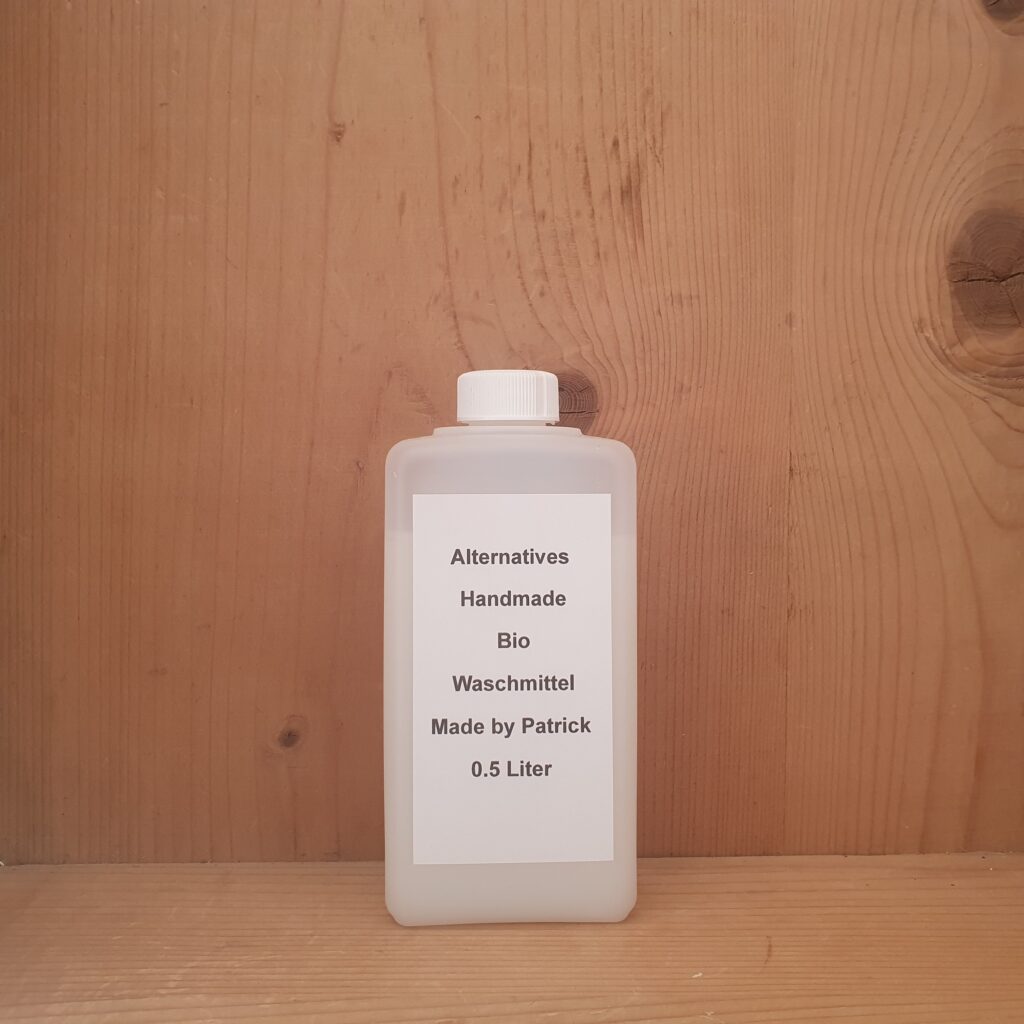 Alternatives
Handmade
Bio
Waschmittel
Made by Patrick
0.5 Liter